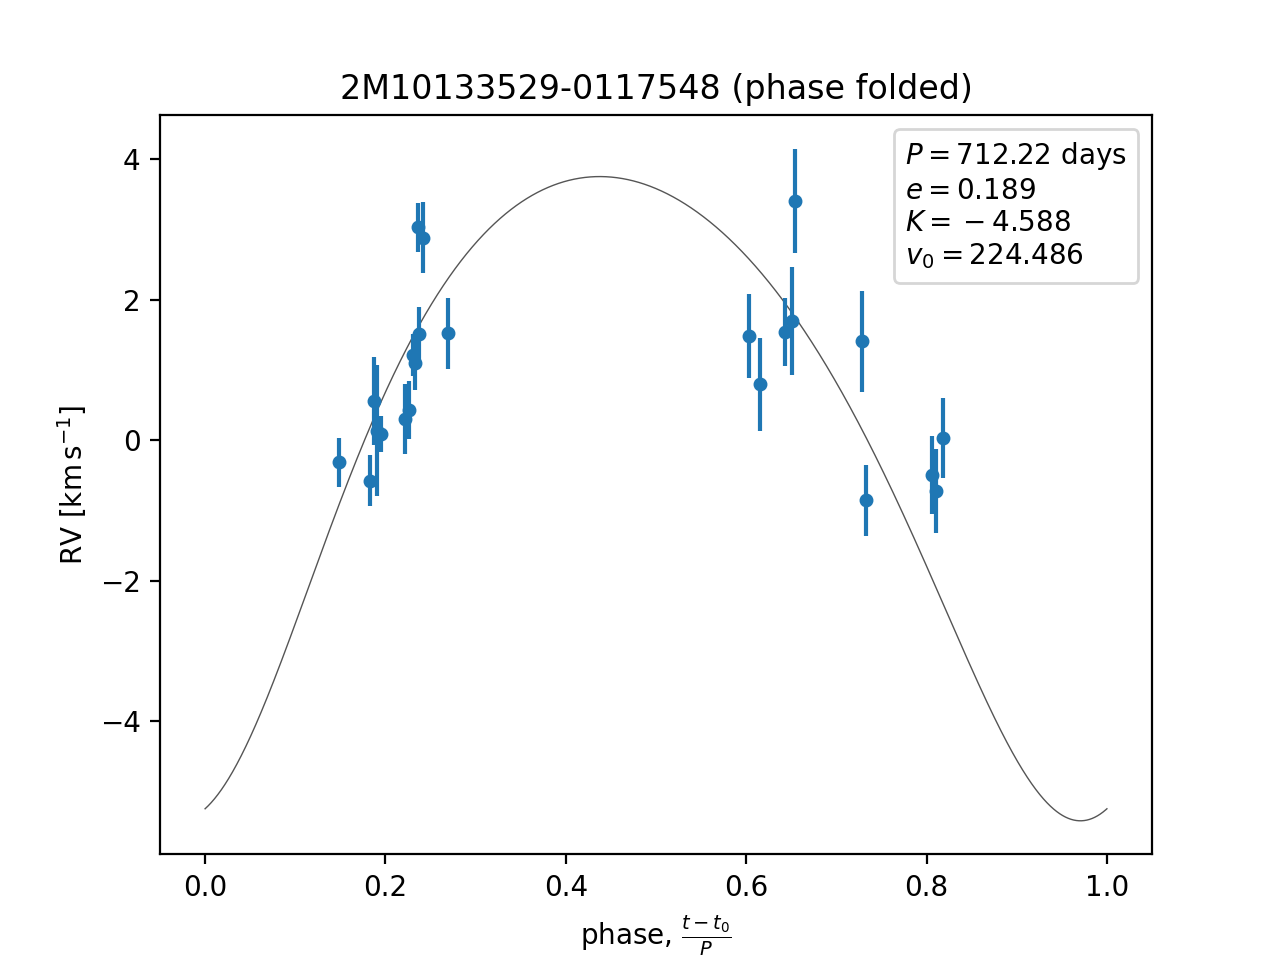 2M10133529-0117548 (phase folded)
P = 712.22 days
e = 0.189
K = −4.588
v₀ = 224.486
4
2
0
−2
−4
RV [km s⁻¹]
0.0 0.2 0.4 0.6 0.8 1.0
phase, (t − t₀)/P